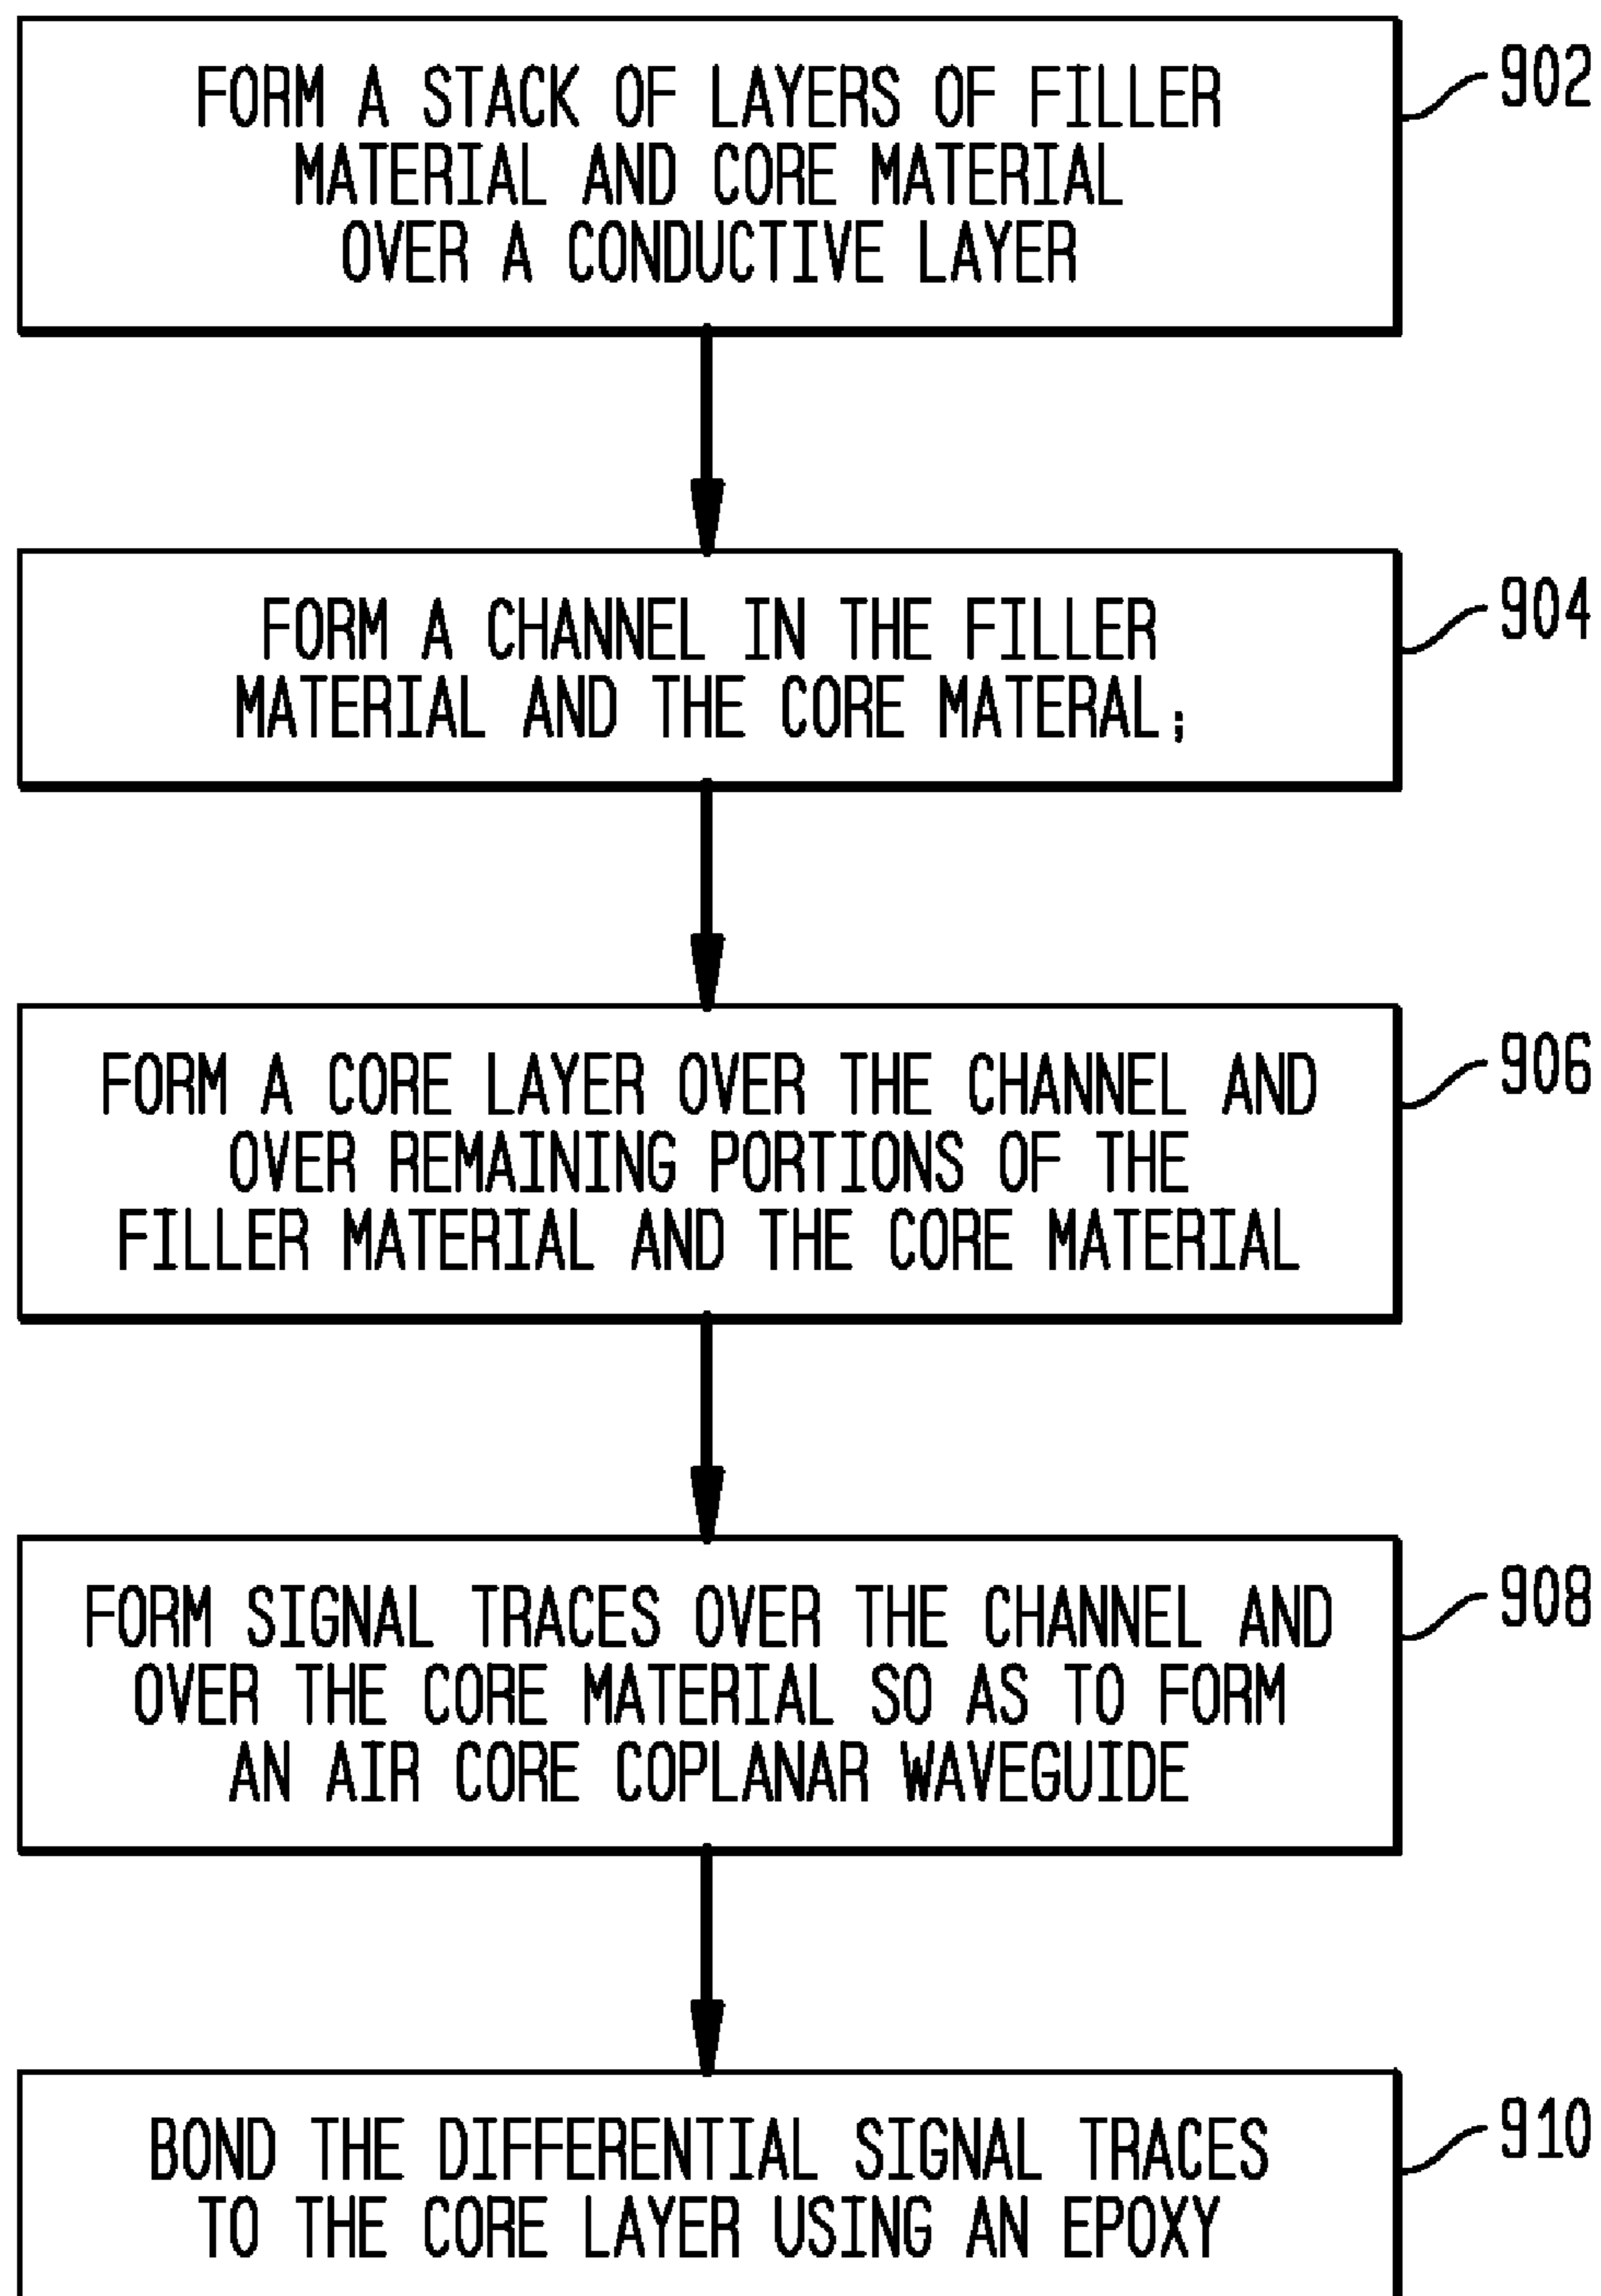 FORM A STACK OF LAYERS OF FILLER
MATERIAL AND CORE MATERIAL
OVER A CONDUCTIVE LAYER
902
FORM A CHANNEL IN THE FILLER
MATERIAL AND THE CORE MATERAL;
904
FORM A CORE LAYER OVER THE CHANNEL AND
OVER REMAINING PORTIONS OF THE
FILLER MATERIAL AND THE CORE MATERIAL
906
FORM SIGNAL TRACES OVER THE CHANNEL AND
OVER THE CORE MATERIAL SO AS TO FORM
AN AIR CORE COPLANAR WAVEGUIDE
908
BOND THE DIFFERENTIAL SIGNAL TRACES
TO THE CORE LAYER USING AN EPOXY
910